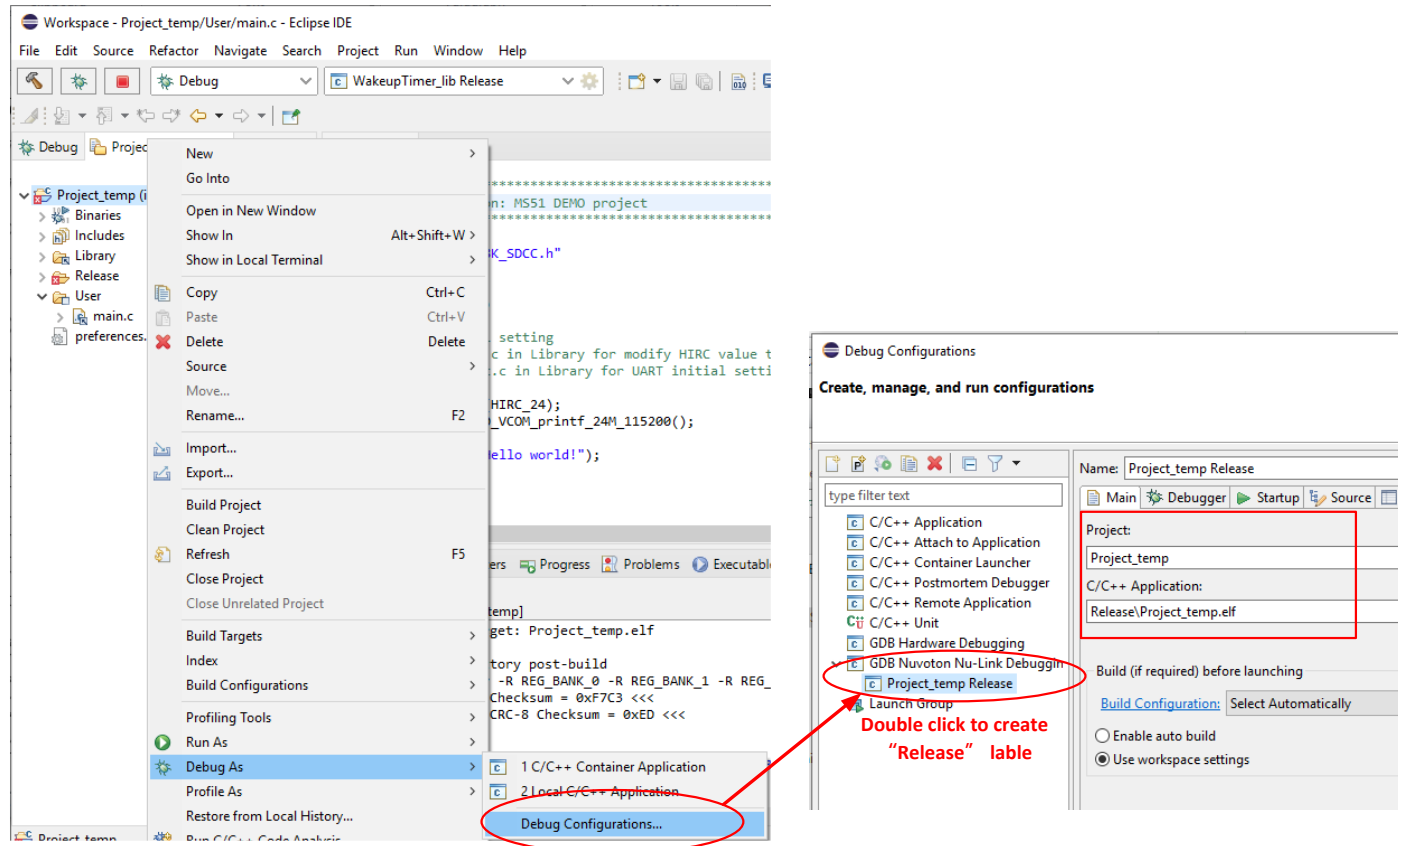 Workspace - Project_temp/User/main.c - Eclipse IDE
File Edit Source Refactor Navigate Search Project Run Window Help
Debug
WakeupTimer_lib Release
Debug
Projec
Project_temp (i
Binaries
Includes
Library
Release
User
main.c
preferences.
New
Go Into
Open in New Window
Show In Alt+Shift+W
Show in Local Terminal
Copy Ctrl+C
Paste Ctrl+V
Delete Delete
Source
Move...
Rename... F2
Import...
Export...
Build Project
Clean Project
Refresh F5
Close Project
Close Unrelated Project
Build Targets
Index
Build Configurations
Profiling Tools
Run As
Debug As
Profile As
Restore from Local History...
Run C/C++ Code Analysis
Project_temp
1 C/C++ Container Application
2 Local C/C++ Application
Debug Configurations...
************************************
on: MS51 DEMO project
************************************
K_SDCC.h"
setting
c in Library for modify HIRC value t
.c in Library for UART initial setti
HIRC_24);
_VCOM_printf_24M_115200();
ello world!");
ers Progress Problems Executabl
temp]
get: Project_temp.elf
tory post-build
-R REG_BANK_0 -R REG_BANK_1 -R REG_
Checksum = 0xF7C3 <<<
CRC-8 Checksum = 0xED <<<
Debug Configurations
Create, manage, and run configurations
type filter text
C/C++ Application
C/C++ Attach to Application
C/C++ Container Launcher
C/C++ Postmortem Debugger
C/C++ Remote Application
C/C++ Unit
GDB Hardware Debugging
GDB Nuvoton Nu-Link Debuggin
Project_temp Release
Launch Group
Double click to create
“Release” lable
Name: Project_temp Release
Main Debugger Startup Source
Project:
Project_temp
C/C++ Application:
Release\Project_temp.elf
Build (if required) before launching
Build Configuration: Select Automatically
Enable auto build
Use workspace settings